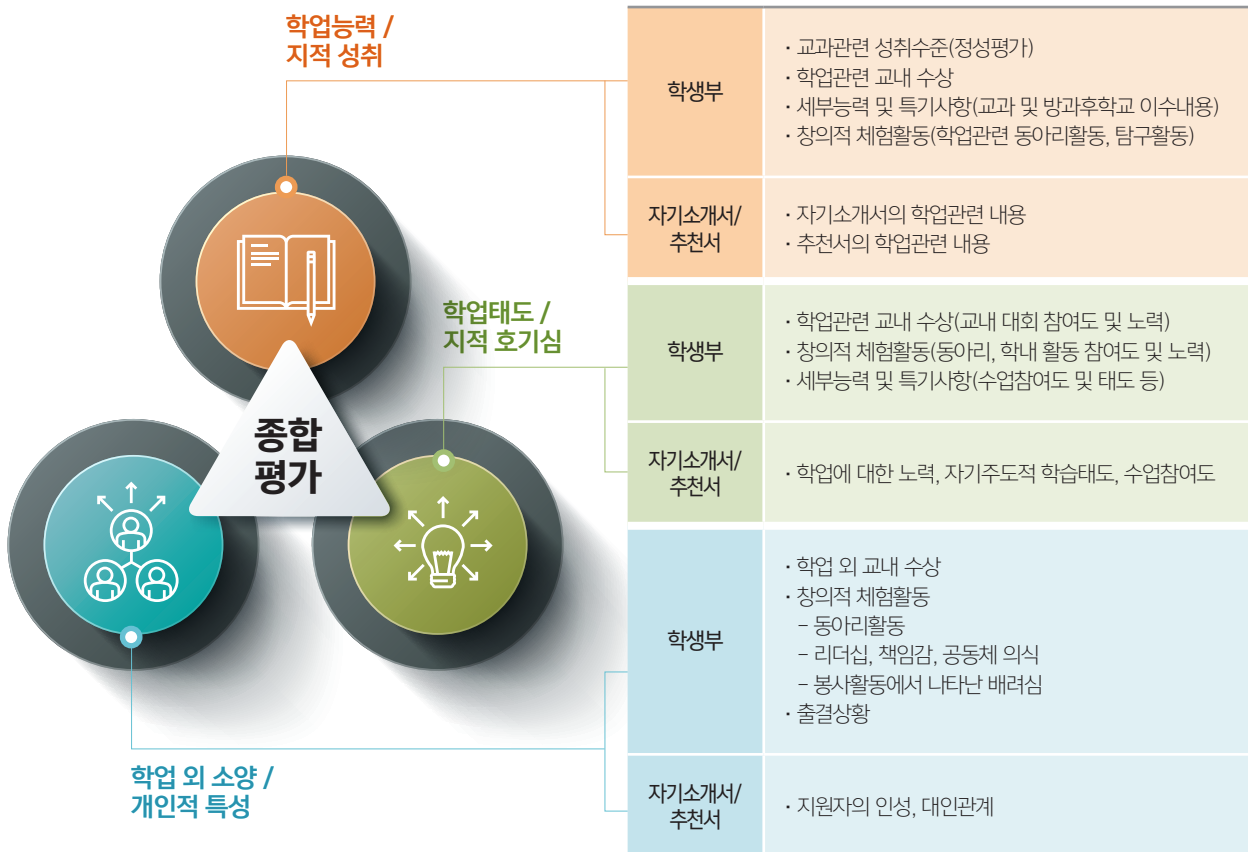 학업능력 /
지적 성취
학생부
· 교과관련 성취수준(정성평가)
· 학업관련 교내 수상
· 세부능력 및 특기사항(교과 및 방과후학교 이수내용)
· 창의적 체험활동(학업관련 동아리활동, 탐구활동)
자기소개서/
추천서
· 자기소개서의 학업관련 내용
· 추천서의 학업관련 내용
학업태도 /
지적 호기심
학생부
· 학업관련 교내 수상(교내 대회 참여도 및 노력)
· 창의적 체험활동(동아리, 학내 활동 참여도 및 노력)
· 세부능력 및 특기사항(수업참여도 및 태도 등)
자기소개서/
추천서
· 학업에 대한 노력, 자기주도적 학습태도, 수업참여도
종합
평가
학업 외 소양 /
개인적 특성
학생부
· 학업 외 교내 수상
· 창의적 체험활동
– 동아리활동
– 리더십, 책임감, 공동체 의식
– 봉사활동에서 나타난 배려심
· 출결상황
자기소개서/
추천서
· 지원자의 인성, 대인관계